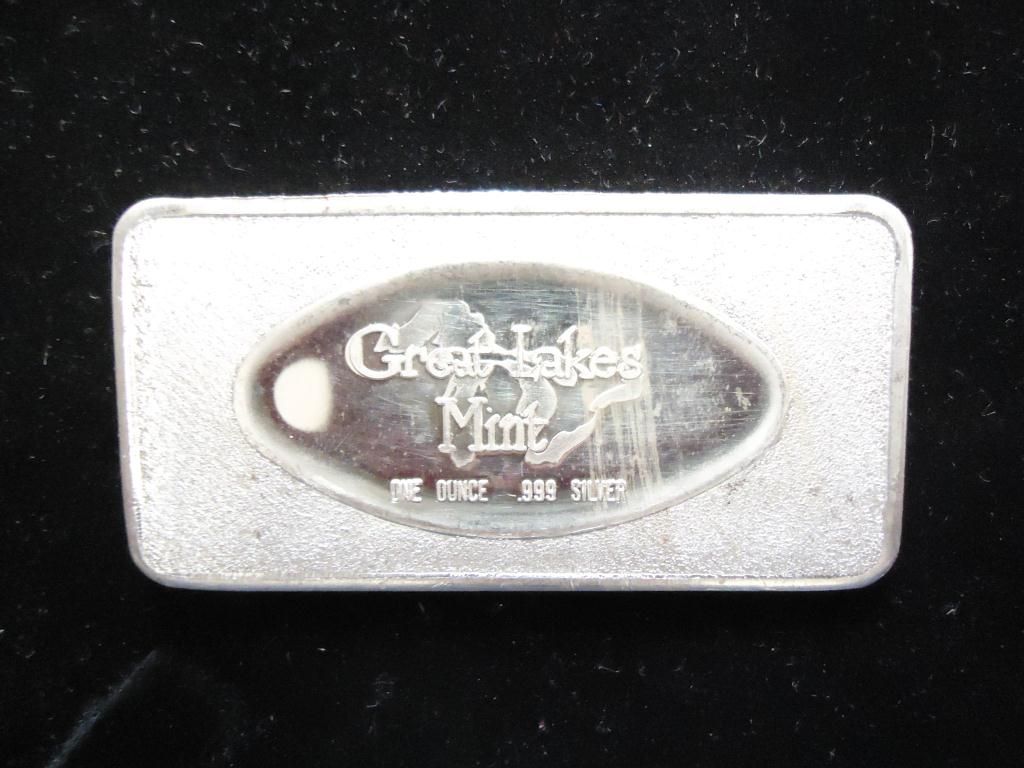 Great Lakes
Mint
ONE OUNCE .999 SILVER